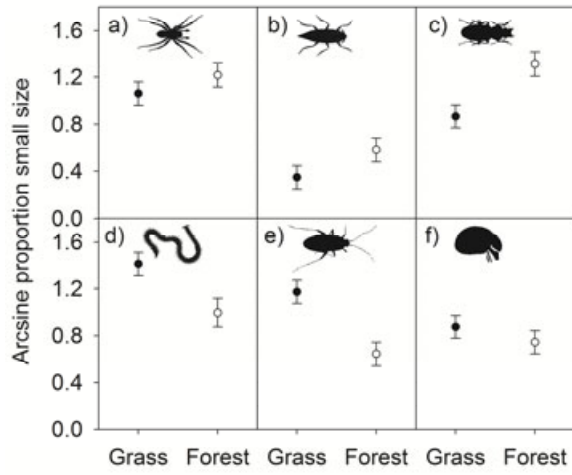 Arcsine proportion small size
1.6
1.2
0.8
0.4
0.0
a)
b)
c)
1.6
1.2
0.8
0.4
0.0
d)
e)
f)
Grass Forest Grass Forest Grass Forest